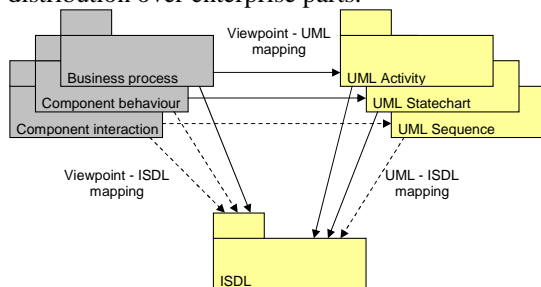 distribution over enterprise parts.
Viewpoint - UML
mapping
Business process
UML Activity
Component behaviour
UML Statechart
Component interaction
UML Sequence
Viewpoint - ISDL
mapping
UML - ISDL
mapping
ISDL